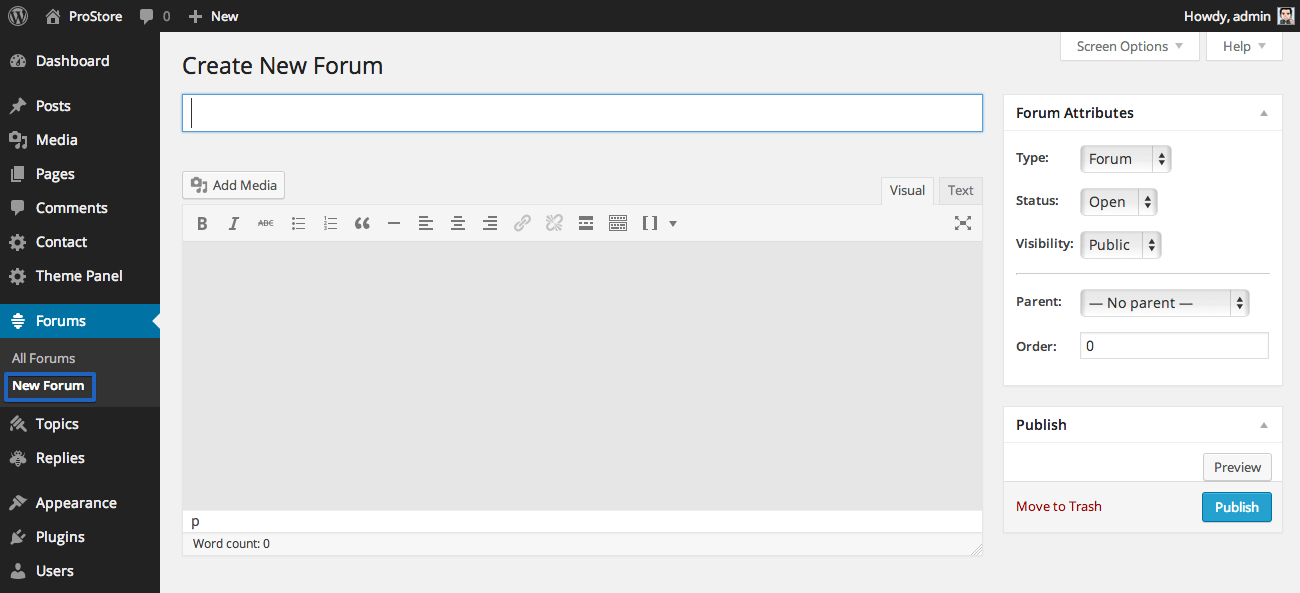 ProStore 0 New Howdy, admin
Screen Options Help
Dashboard
Posts
Media
Pages
Comments
Contact
Theme Panel
Forums
All Forums
New Forum
Topics
Replies
Appearance
Plugins
Users
Create New Forum
Add Media
Visual Text
B I ABC
p
Word count: 0
Forum Attributes
Type: Forum
Status: Open
Visibility: Public
Parent: — No parent —
Order: 0
Publish
Preview
Move to Trash Publish